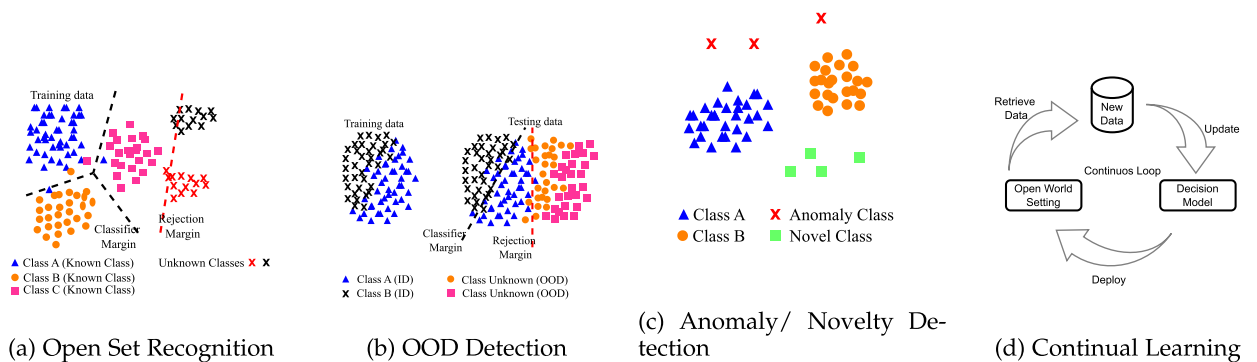 Training data
Classifier
Margin
Rejection
Margin
Class A (Known Class)
Unknown Classes x x
Class B (Known Class)
Class C (Known Class)
(a) Open Set Recognition
Training data
Testing data
Classifier
Margin
Rejection
Margin
Class A (ID)
Class Unknown (OOD)
Class B (ID)
Class Unknown (OOD)
(b) OOD Detection
Class A
x Anomaly Class
Class B
Novel Class
(c) Anomaly/ Novelty De-
tection
Retrieve
Data
New
Data
Update
Continuos Loop
Open World
Setting
Decision
Model
Deploy
(d) Continual Learning